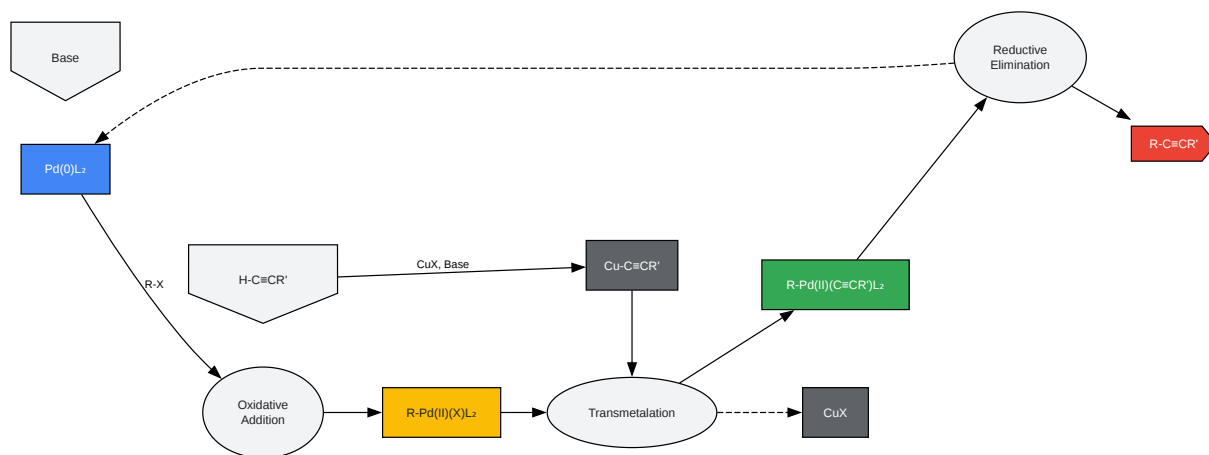 Base
Reductive
Elimination
R-C≡CR'
Pd(0)L₂
R-X
H-C≡CR'
CuX, Base
Cu-C≡CR'
R-Pd(II)(C≡CR')L₂
Oxidative
Addition
R-Pd(II)(X)L₂
Transmetalation
CuX